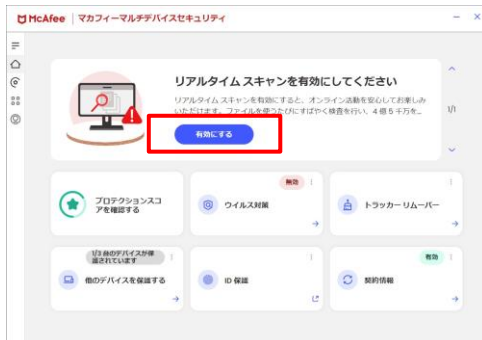 McAfee マカフィーマルチデバイスセキュリティ
リアルタイム スキャンを有効にしてください
リアルタイム スキャンを有効にすると、オンライン活動を安心してお楽しみ
いただけます。ファイルを使うたびにすばやく検査を行い、4 億 5 千万を...
1/1
有効にする
プロテクションスコ
アを確認する
無効
ウイルス対策
トラッカー リムーバー
1/3 台のデバイスが保
護されています
他のデバイスを保護する
ID 保護
有効
契約情報